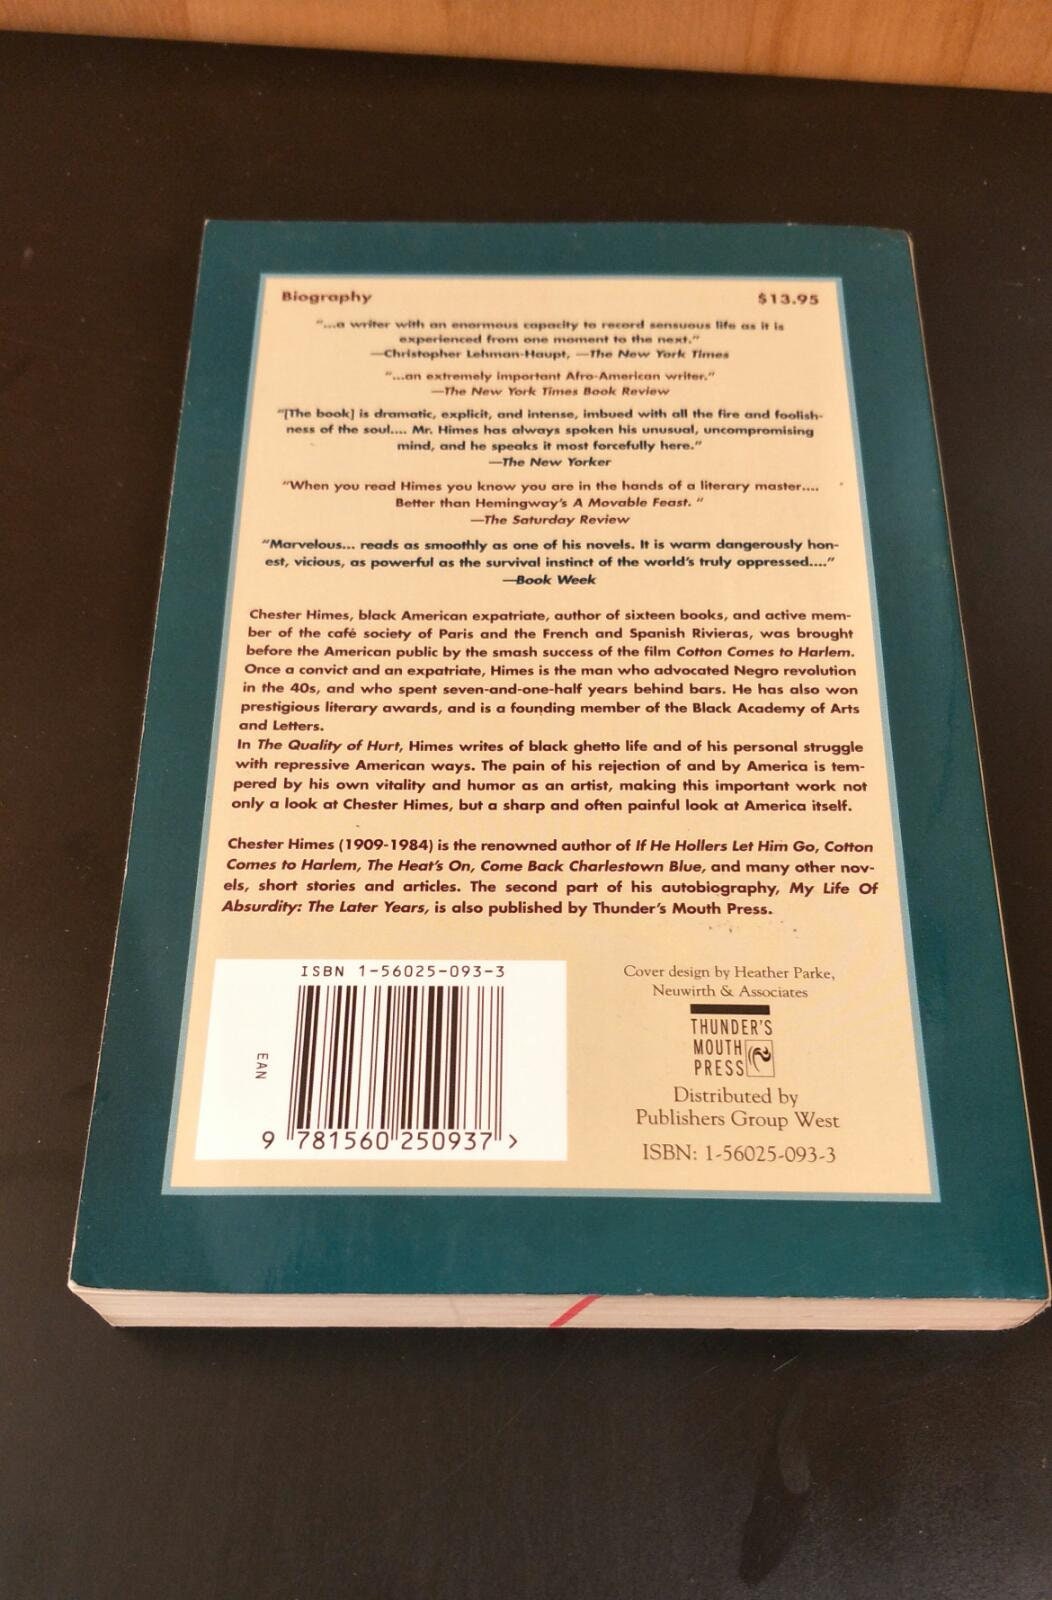 Biography
$13.95
"...a writer with an enormous capacity to record sensuous life as it is
experienced from one moment to the next."
—Christopher Lehman-Haupt, —The New York Times
"...an extremely important Afro-American writer."
—The New York Times Book Review
"[The book] is dramatic, explicit, and intense, imbued with all the fire and foolish-
ness of the soul.... Mr. Himes has always spoken his unusual, uncompromising
mind, and he speaks it most forcefully here."
—The New Yorker
"When you read Himes you know you are in the hands of a literary master....
Better than Hemingway's A Movable Feast. "
—The Saturday Review
"Marvelous... reads as smoothly as one of his novels. It is warm dangerously hon-
est, vicious, as powerful as the survival instinct of the world's truly oppressed...."
—Book Week
Chester Himes, black American expatriate, author of sixteen books, and active mem-
ber of the café society of Paris and the French and Spanish Rivieras, was brought
before the American public by the smash success of the film Cotton Comes to Harlem.
Once a convict and an expatriate, Himes is the man who advocated Negro revolution
in the 40s, and who spent seven-and-one-half years behind bars. He has also won
prestigious literary awards, and is a founding member of the Black Academy of Arts
and Letters.
In The Quality of Hurt, Himes writes of black ghetto life and of his personal struggle
with repressive American ways. The pain of his rejection of and by America is tem-
pered by his own vitality and humor as an artist, making this important work not
only a look at Chester Himes, but a sharp and often painful look at America itself.
Chester Himes (1909-1984) is the renowned author of If He Hollers Let Him Go, Cotton
Comes to Harlem, The Heat's On, Come Back Charlestown Blue, and many other nov-
els, short stories and articles. The second part of his autobiography, My Life Of
Absurdity: The Later Years, is also published by Thunder's Mouth Press.
ISBN 1-56025-093-3
EAN
9 781560 250937 >
Cover design by Heather Parke,
Neuwirth & Associates
THUNDER'S
MOUTH
PRESS
Distributed by
Publishers Group West
ISBN: 1-56025-093-3